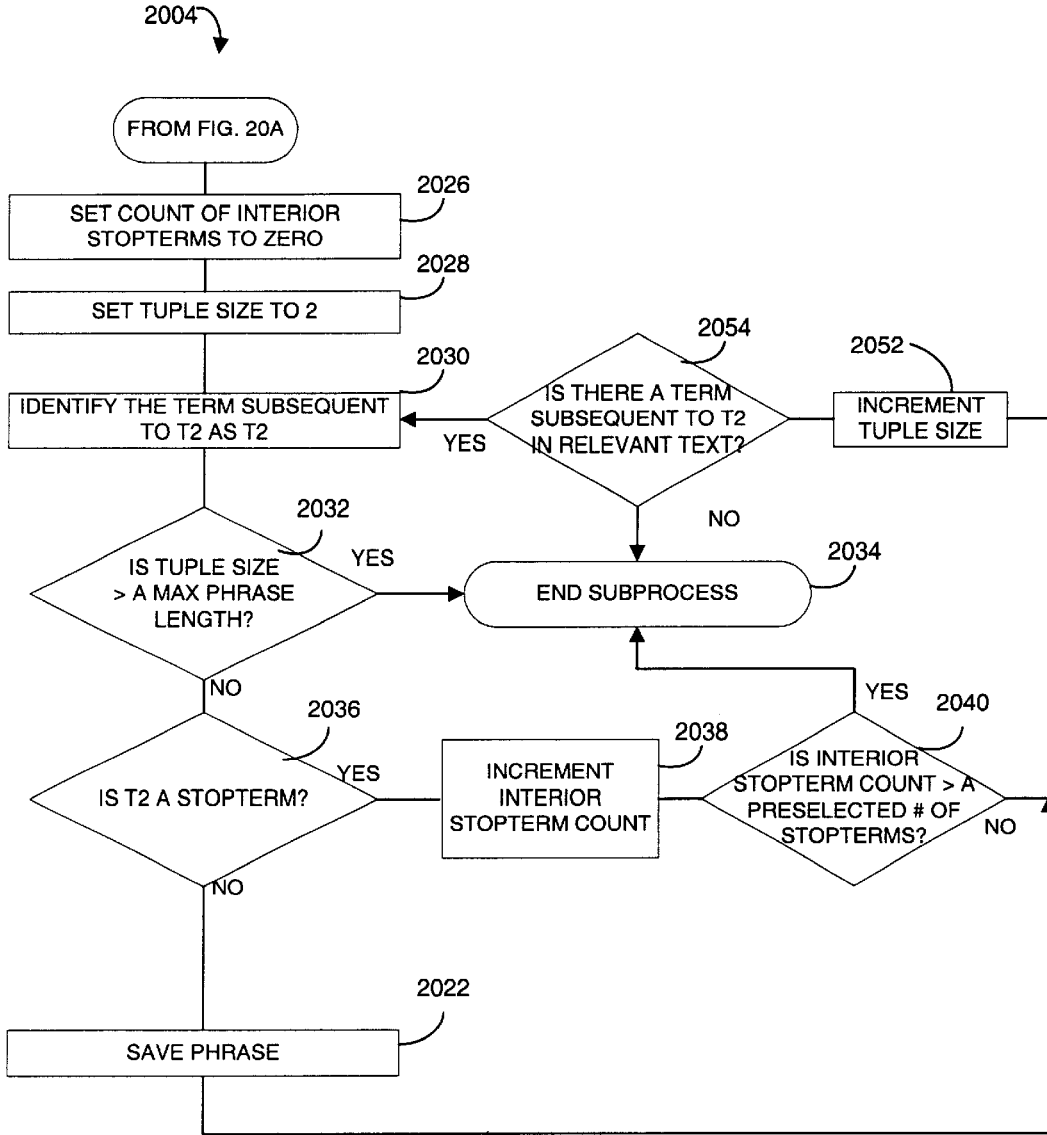 2004
FROM FIG. 20A
2026
SET COUNT OF INTERIOR
STOPTERMS TO ZERO
2028
SET TUPLE SIZE TO 2
2030
IDENTIFY THE TERM SUBSEQUENT
TO T2 AS T2
2054
IS THERE A TERM
SUBSEQUENT TO T2
IN RELEVANT TEXT?
YES
NO
2052
INCREMENT
TUPLE SIZE
2032
IS TUPLE SIZE
> A MAX PHRASE
LENGTH?
YES
NO
2034
END SUBPROCESS
2036
IS T2 A STOPTERM?
YES
NO
2038
INCREMENT
INTERIOR
STOPTERM COUNT
2040
IS INTERIOR
STOPTERM COUNT > A
PRESELECTED # OF
STOPTERMS?
YES
NO
2022
SAVE PHRASE